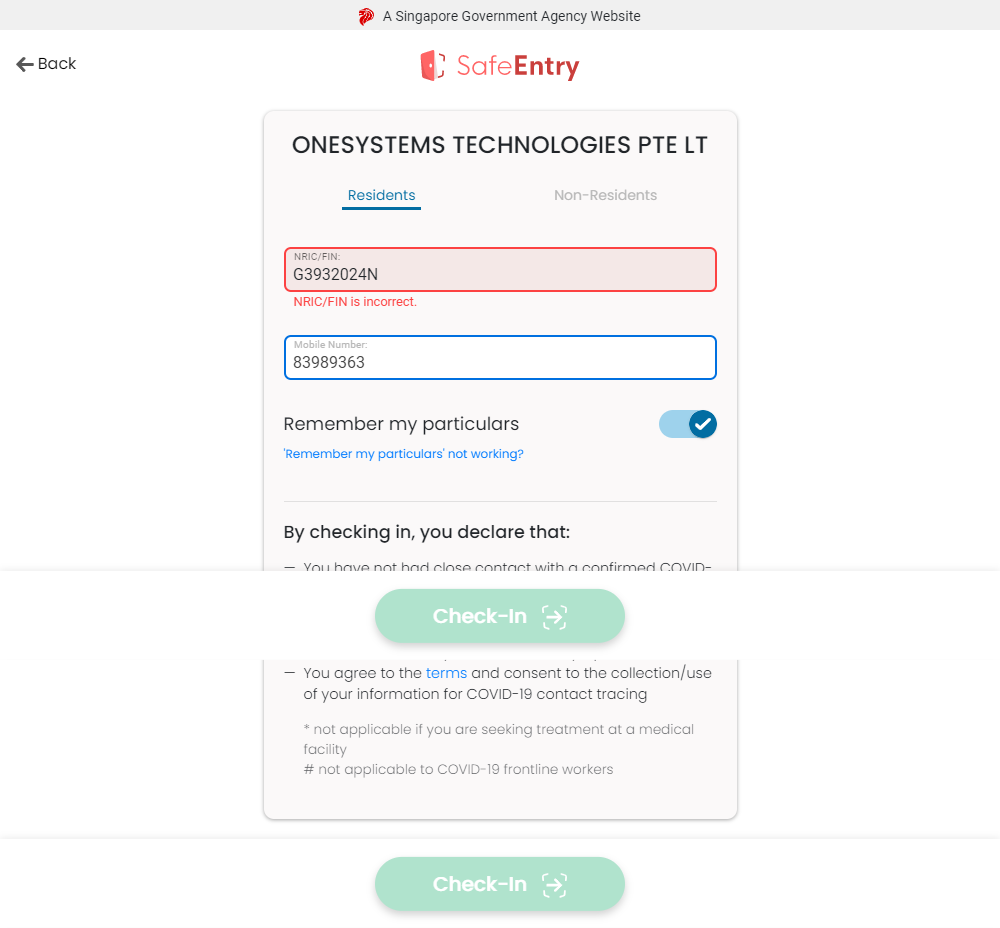 A Singapore Government Agency Website
Back
SafeEntry
ONESYSTEMS TECHNOLOGIES PTE LT
Residents
Non-Residents
NRIC/FIN:
G3932024N
NRIC/FIN is incorrect.
Mobile Number:
83989363
Remember my particulars
'Remember my particulars' not working?
By checking in, you declare that:
— You have not had close contact with a confirmed COVID-
Check-In
— You agree to the terms and consent to the collection/use
of your information for COVID-19 contact tracing
* not applicable if you are seeking treatment at a medical
facility
# not applicable to COVID-19 frontline workers
Check-In